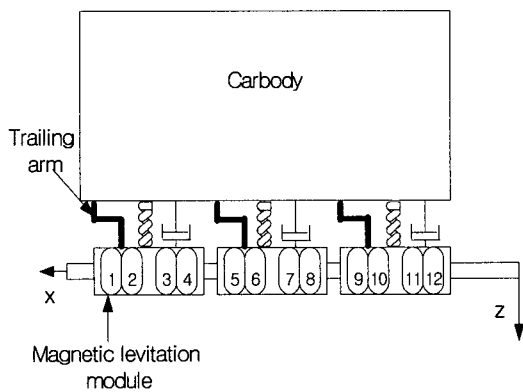 Carbody
Trailing
arm
1 2 3 4 5 6 7 8 9 10 11 12
x
z
Magnetic levitation
module